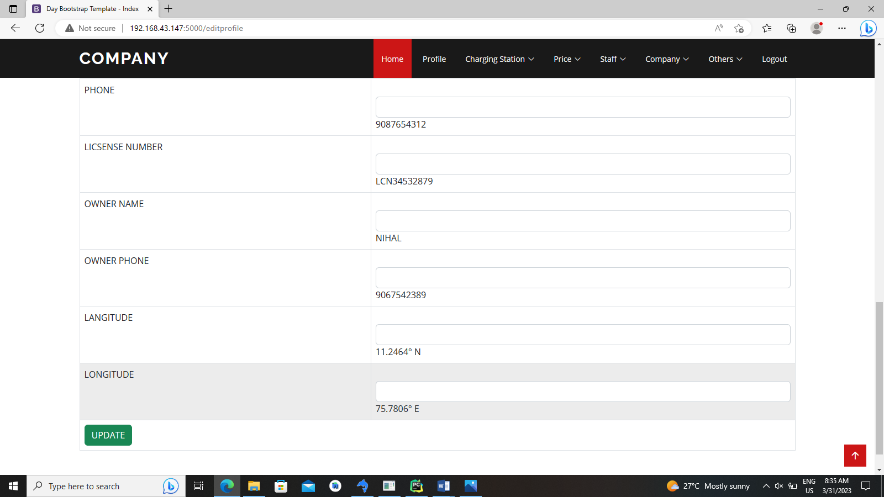 Day Bootstrap Template - Index
Not secure
192.168.43.147:5000/editprofile
COMPANY
Home
Profile
Charging Station
Price
Staff
Company
Others
Logout
PHONE
9087654312
LICSENSE NUMBER
LCN34532879
OWNER NAME
NIHAL
OWNER PHONE
9067542389
LANGITUDE
11.2464° N
LONGITUDE
75.7806° E
UPDATE
Type here to search
27°C Mostly sunny
ENG
US
8:35 AM
3/31/2023